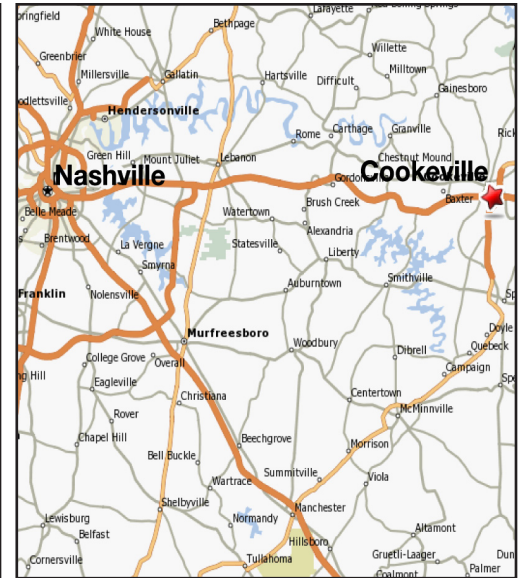 Lafayette
Springfield
White House
Bethpage
Greenbrier
Willette
Millersville
Gallatin
Hartsville
Difficult
Milltown
Gainesboro
odlettsville
Hendersonville
Rome
Carthage
Granville
Rick
Green Hill
Mount Juliet
Lebanon
Chestnut Mound
Nashville
Cookeville
Baxter
Belle Meade
Watertown
Brush Creek
Alexandria
Brentwood
La Vergne
Statesville
Liberty
Smyrna
Smithville
Franklin
Nolensville
Auburntown
Sp
Murfreesboro
Doyle
Woodbury
Quebeck
College Grove
Overall
Dibrell
ng Hill
Campaign
Eagleville
Spe
Christiana
Centertown
Rover
McMinnville
Chapel Hill
Beechgrove
Morrison
Bell Buckle
Summitville
Wartrace
Viola
Shelbyville
Manchester
Lewisburg
Normandy
Belfast
Altamont
Hillsboro
Cornersville
Tullahoma
Gruetli-Laager
Dun
Palmer
Coalmont